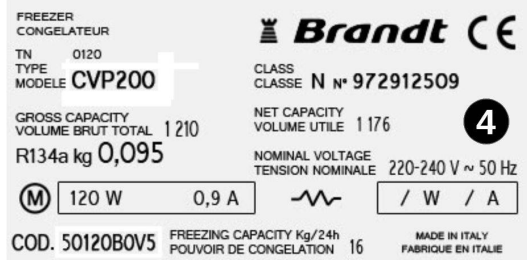 FREEZER
CONGELATEUR
Brandt CE
TN 0120
TYPE
MODELE CVP200
CLASS
CLASSE N N° 972912509
GROSS CAPACITY
VOLUME BRUT TOTAL 1 210
NET CAPACITY
VOLUME UTILE 1 176
4
R134a kg 0,095
NOMINAL VOLTAGE
TENSION NOMINALE 220-240 V ~ 50 Hz
M 120 W 0,9 A / W / A
COD. 50120B0V5
FREEZING CAPACITY Kg/24h
POUVOIR DE CONGELATION 16
MADE IN ITALY
FABRIQUE EN ITALIE